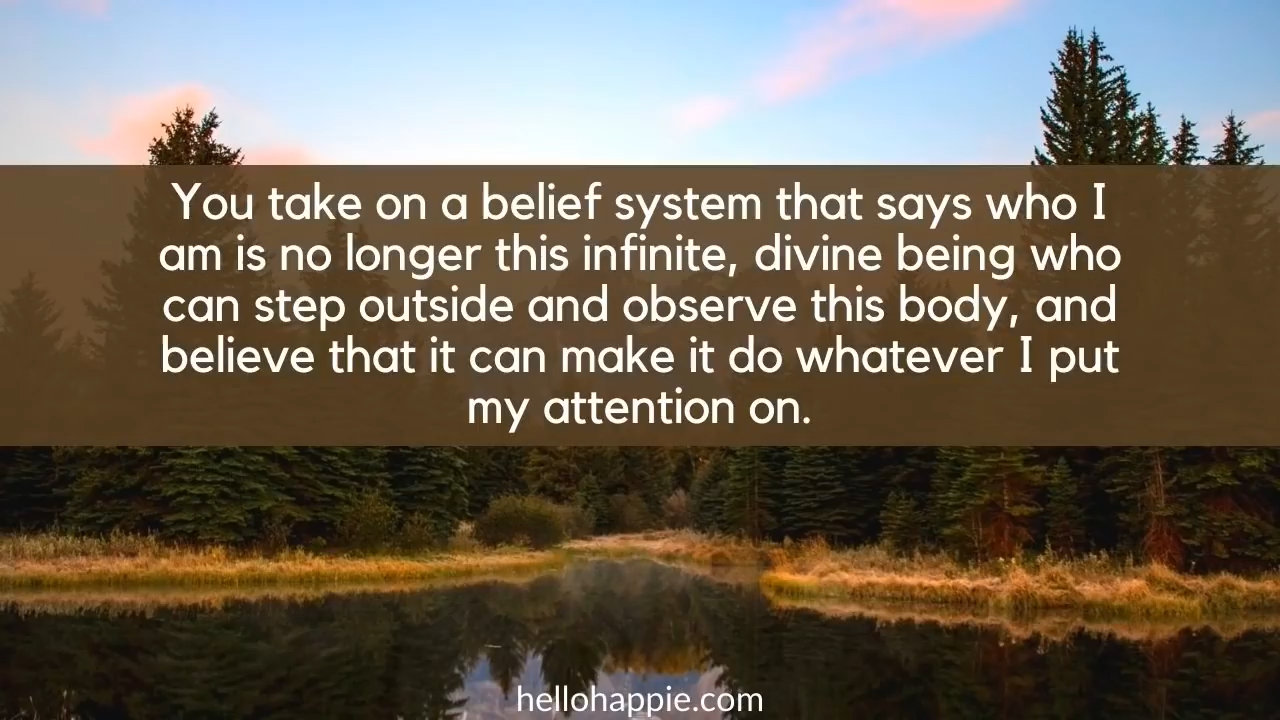 You take on a belief system that says who I
am is no longer this infinite, divine being who
can step outside and observe this body, and
believe that it can make it do whatever I put
my attention on.
hellohappie.com